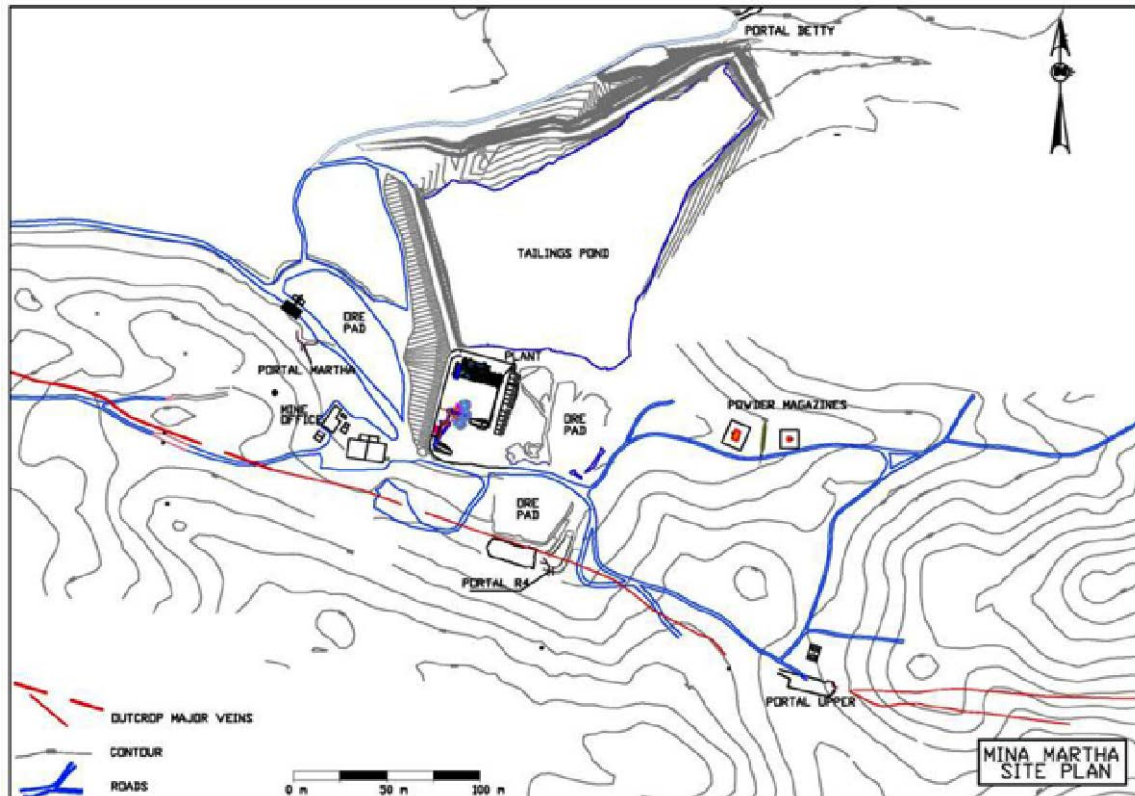 PORTAL BETTY
TAILINGS POND
ORE
PAD
PORTAL MARTHA
PLANT
MINE
OFFICE
ORE
PAD
POWDER MAGAZINES
ORE
PAD
PORTAL R4
PORTAL UPPER
OUTCROP MAJOR VEINS
CONTOUR
ROADS
0 m
50 m
100 m
MINA MARTHA
SITE PLAN